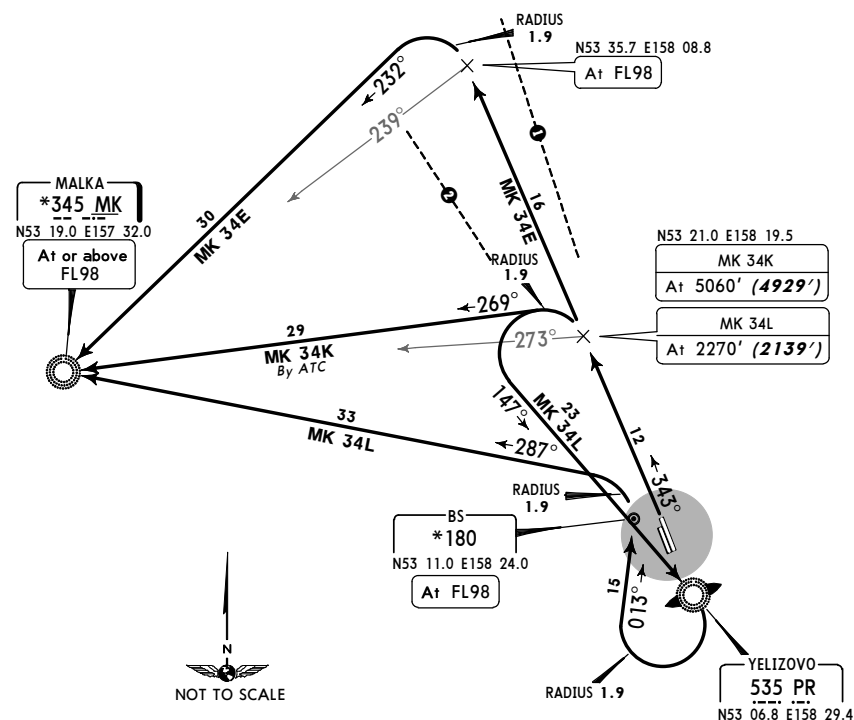 RADIUS
1.9
N53 35.7 E158 08.8
At FL98
232°
239°
1
2
16
MK 34E
30
MK 34E
MALKA
*345 MK
N53 19.0 E157 32.0
At or above
FL98
N53 21.0 E158 19.5
MK 34K
At 5060' (4929')
MK 34L
At 2270' (2139')
RADIUS
1.9
269°
273°
29
MK 34K
By ATC
33
MK 34L
147°
23
MK 34L
287°
12
343°
RADIUS
1.9
BS
*180
N53 11.0 E158 24.0
At FL98
15
013°
RADIUS 1.9
N
NOT TO SCALE
YELIZOVO
535 PR
N53 06.8 E158 29.4